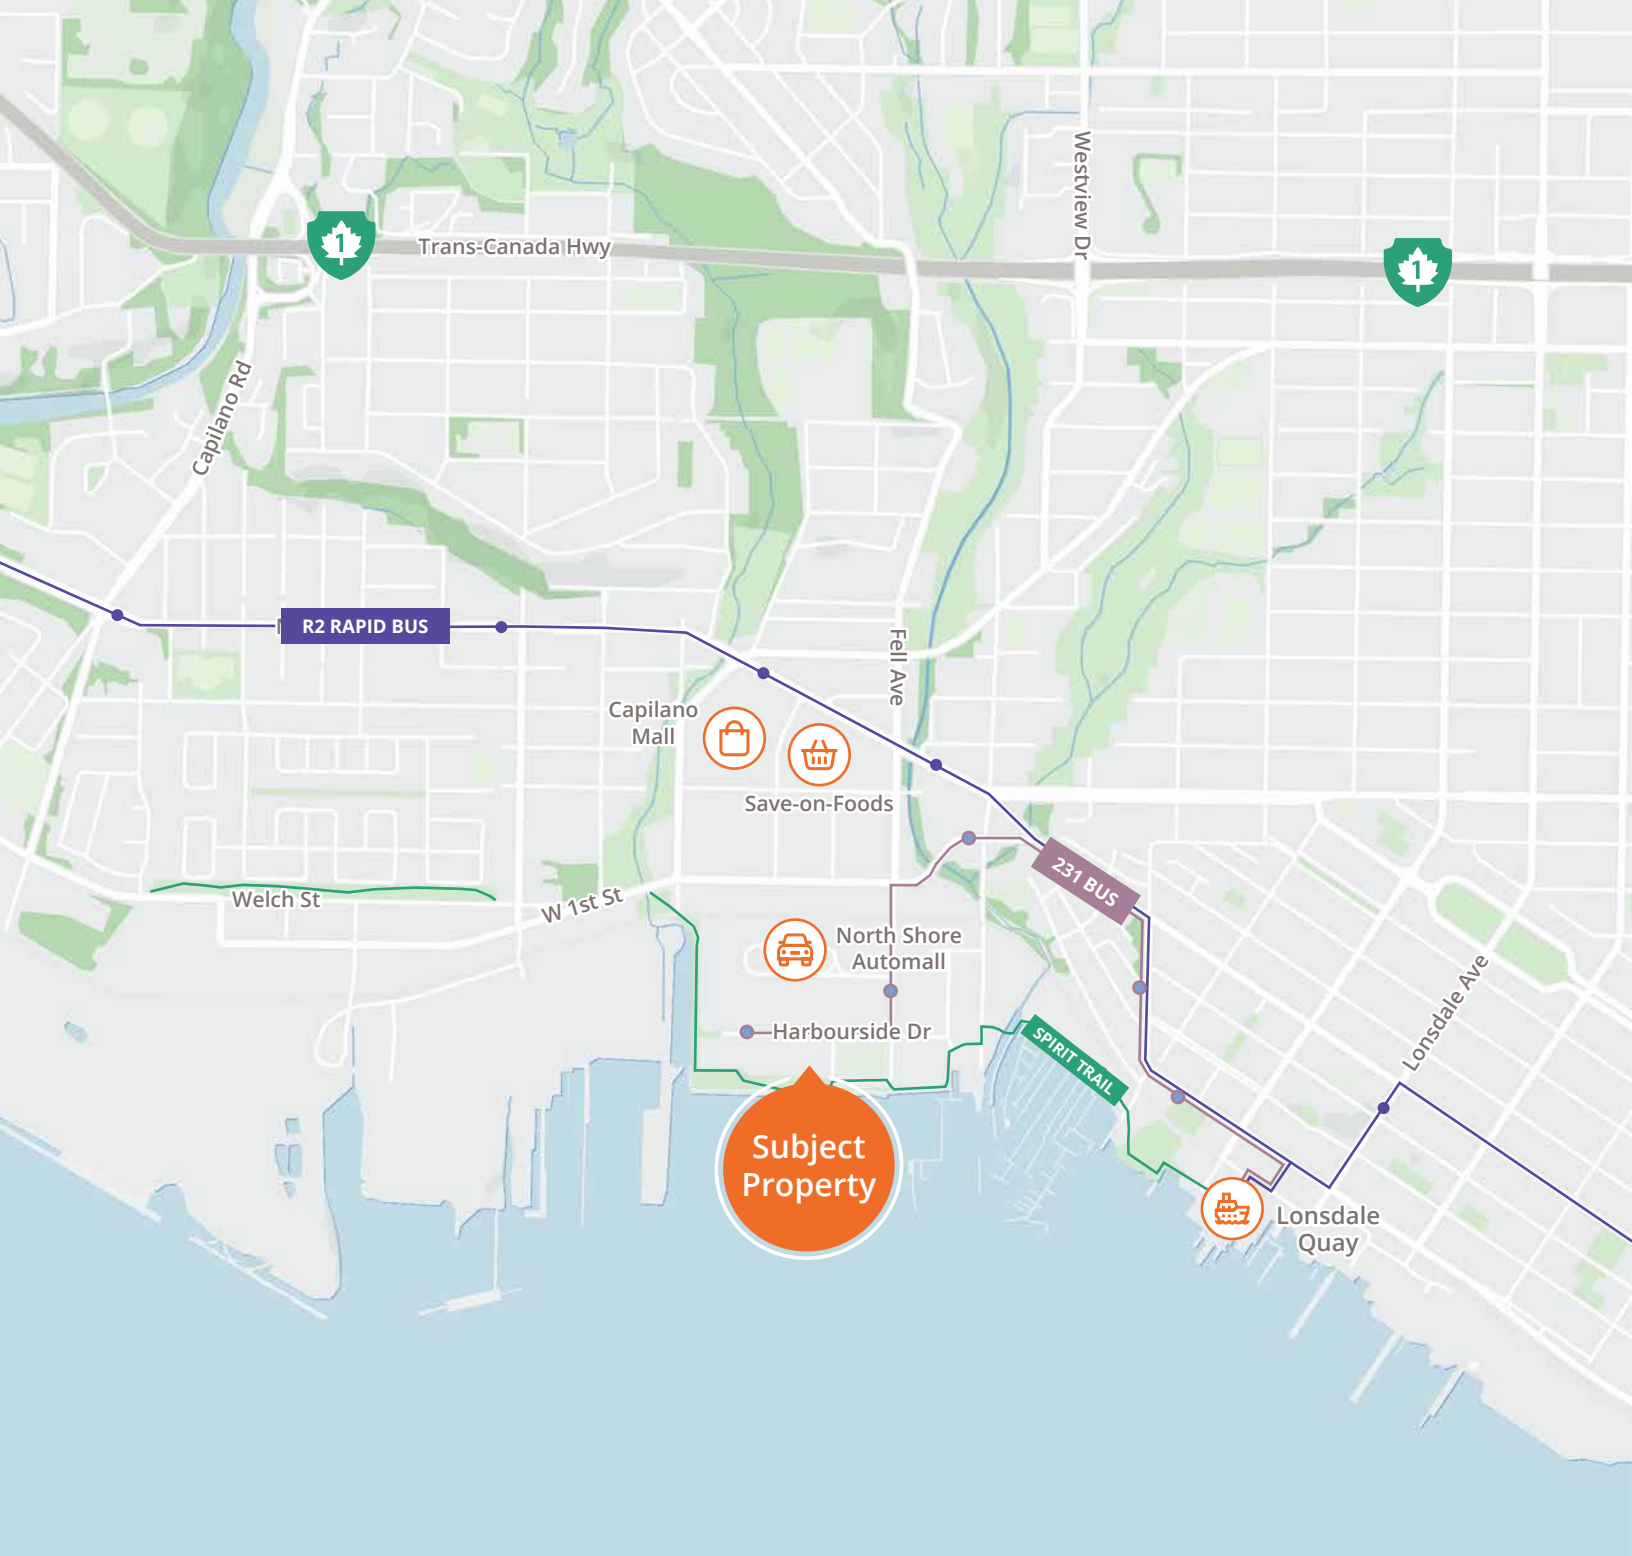 Westview Dr
1
Trans-Canada Hwy
1
Capilano Rd
R2 RAPID BUS
Fell Ave
Capilano
Mall
Save-on-Foods
231 BUS
Welch St
W 1st St
North Shore
Automall
Lonsdale Ave
Harbourside Dr
SPIRIT TRAIL
Subject
Property
Lonsdale
Quay